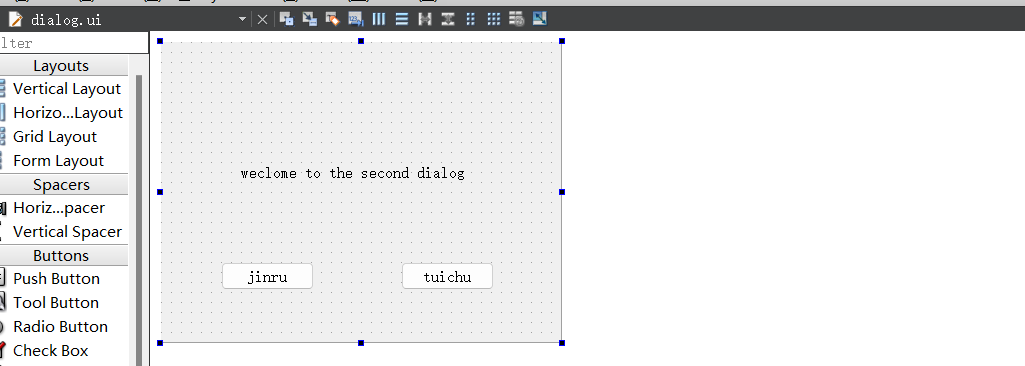 dialog.ui
lter
Layouts
Vertical Layout
Horizo...Layout
Grid Layout
Form Layout
Spacers
Horiz...pacer
Vertical Spacer
Buttons
Push Button
Tool Button
Radio Button
Check Box
weclome to the second dialog
jinru
tuichu